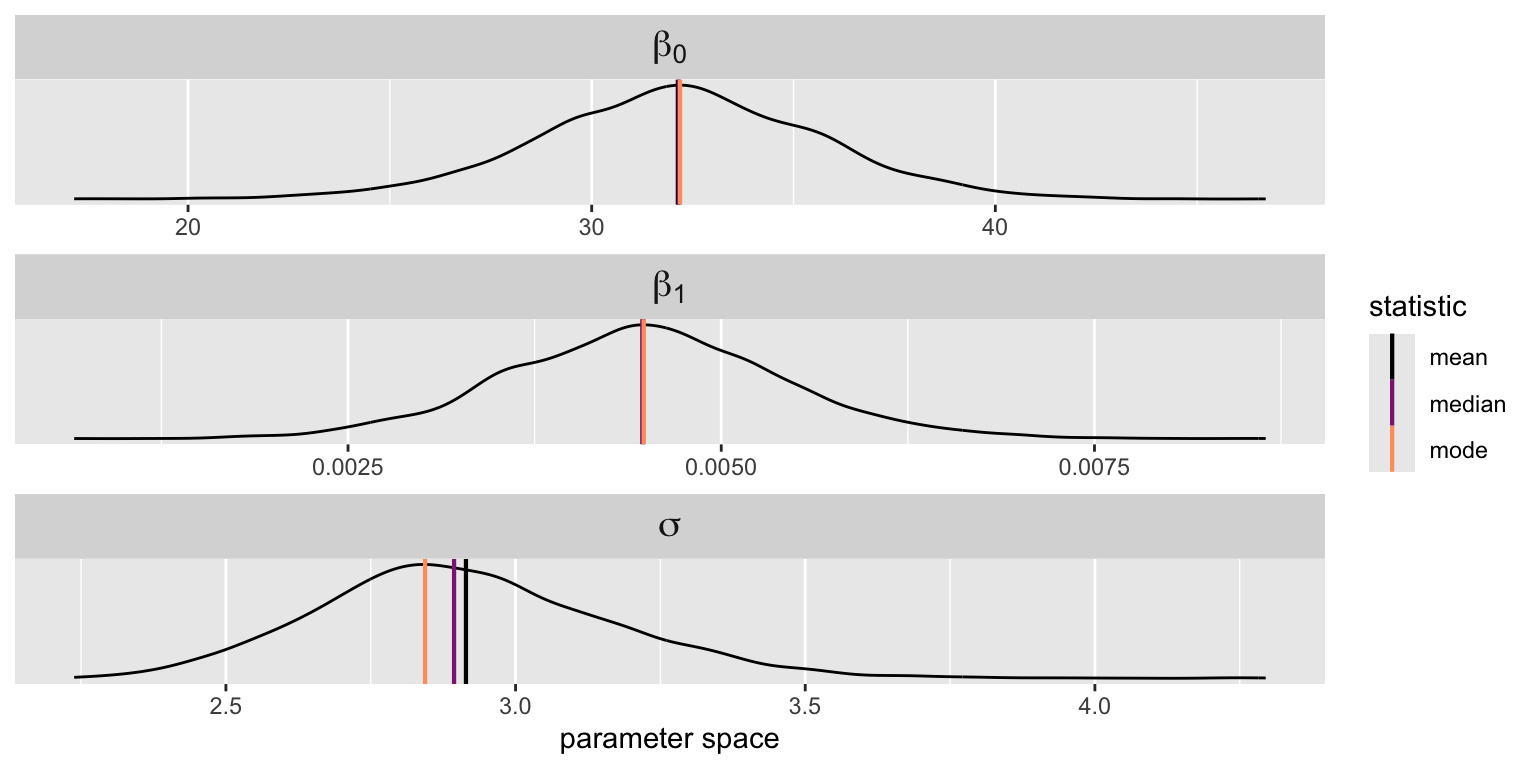 β0
20 30 40
β1
0.0025 0.0050 0.0075
σ
2.5 3.0 3.5 4.0
parameter space
statistic
mean
median
mode